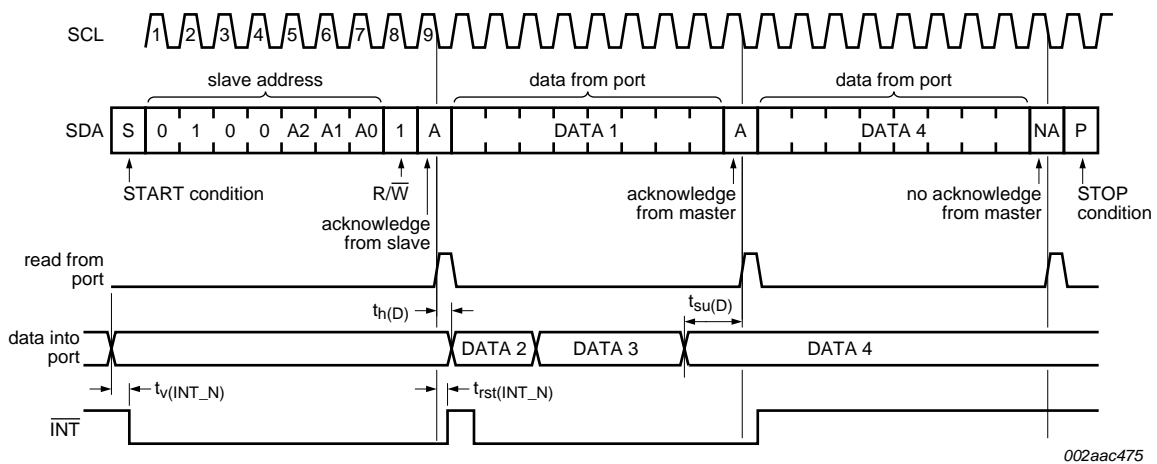 SCL 1 2 3 4 5 6 7 8 9
slave address data from port data from port
SDA S 0 1 0 0 A2 A1 A0 1 A DATA 1 A DATA 4 NA P
START condition R/W acknowledge from slave acknowledge from master no acknowledge from master STOP condition
read from port
th(D) tsu(D)
data into port DATA 2 DATA 3 DATA 4
tv(INT_N) trst(INT_N)
INT
002aac475